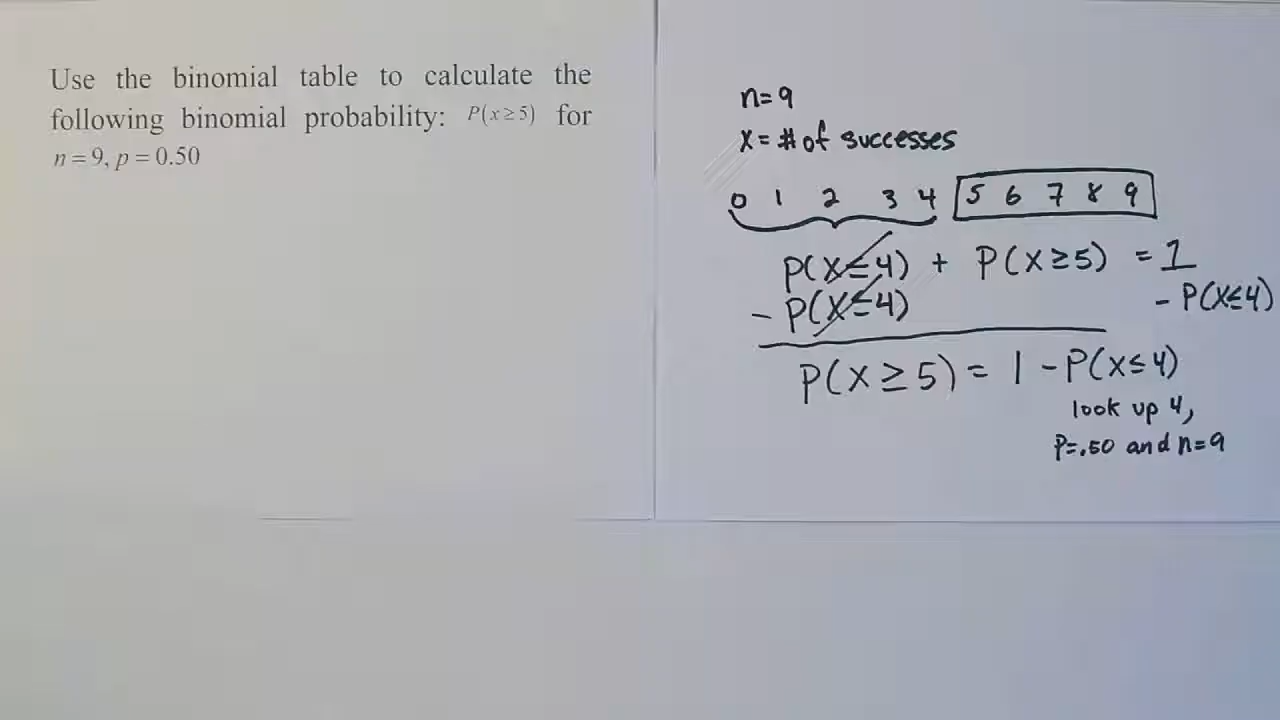 Use the binomial table to calculate the
following binomial probability: P(x≥5) for
n=9, p=0.50
n=9
X=# of successes
0 1 2 3 4 5 6 7 8 9
P(X≤4) + P(X≥5) = 1
- P(X≤4) - P(X≤4)
P(X≥5) = 1 - P(X≤4)
look up 4,
P=.50 and n=9